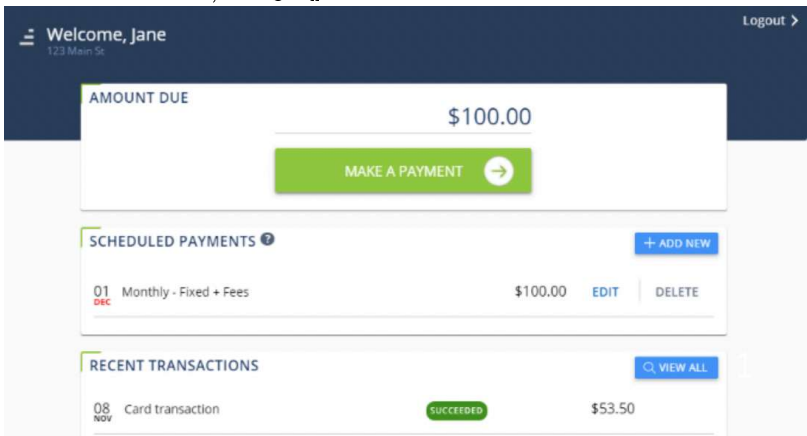 Logout >
Welcome, Jane
123 Main St
AMOUNT DUE
$100.00
MAKE A PAYMENT
SCHEDULED PAYMENTS ?
+ ADD NEW
01 DEC Monthly - Fixed + Fees $100.00 EDIT DELETE
RECENT TRANSACTIONS
VIEW ALL
1
08 NOV Card transaction SUCCEEDED $53.50